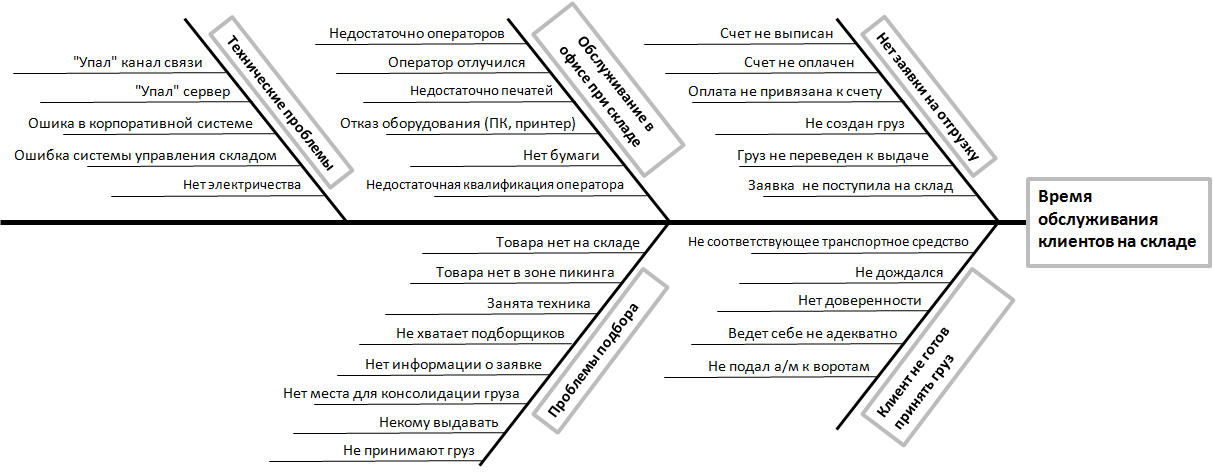 Технические проблемы
"Упал" канал связи
"Упал" сервер
Ошика в корпоративной системе
Ошибка системы управления складом
Нет электричества
Обслуживание в
офисе при складе
Недостаточно операторов
Оператор отлучился
Недостаточно печатей
Отказ оборудования (ПК, принтер)
Нет бумаги
Недостаточная квалификация оператора
Нет заявки на отгрузку
Счет не выписан
Счет не оплачен
Оплата не привязана к счету
Не создан груз
Груз не переведен к выдаче
Заявка не поступила на склад
Время
обслуживания
клиентов на складе
Проблемы подбора
Товара нет на складе
Товара нет в зоне пикинга
Занята техника
Не хватает подборщиков
Нет информации о заявке
Нет места для консолидации груза
Некому выдавать
Не принимают груз
Клиент не готов
принять груз
Не соответствующее транспортное средство
Не дождался
Нет доверенности
Ведет себе не адекватно
Не подал а/м к воротам